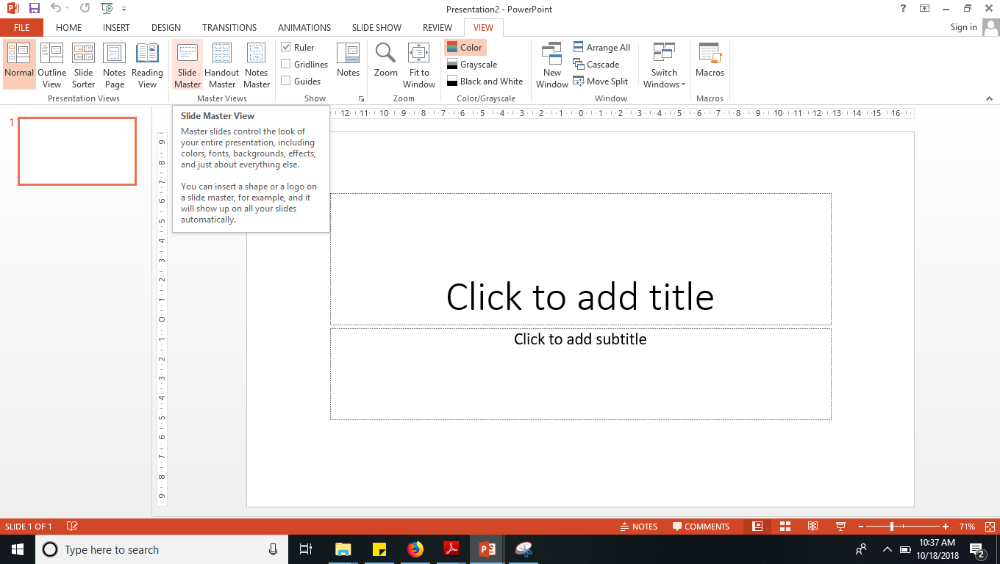 Presentation2 - PowerPoint
?
FILE HOME INSERT DESIGN TRANSITIONS ANIMATIONS SLIDE SHOW REVIEW VIEW Sign in
Normal
Outline View
Slide Sorter
Notes Page
Reading View
Presentation Views
Slide Master
Handout Master
Notes Master
Master Views
Ruler
Gridlines
Guides
Notes
Show
Zoom
Fit to Window
Zoom
Color
Grayscale
Black and White
Color/Grayscale
New Window
Arrange All
Cascade
Move Split
Switch Windows
Window
Macros
Macros
Slide Master View
Master slides control the look of
your entire presentation, including
colors, fonts, backgrounds, effects,
and just about everything else.
You can insert a shape or a logo on
a slide master, for example, and it
will show up on all your slides
automatically.
12 11 10 9 8 7 6 5 4 3 2 1 0 1 2 3 4 5 6 7 8 9 10 11 12 13 14 15 16
9 8 7 6 5 4 3 2 1 0 1 2 3 4 5 6 7 8 9
1
Click to add title
Click to add subtitle
SLIDE 1 OF 1 NOTES COMMENTS 71%
Type here to search
10:37 AM
10/18/2018
2